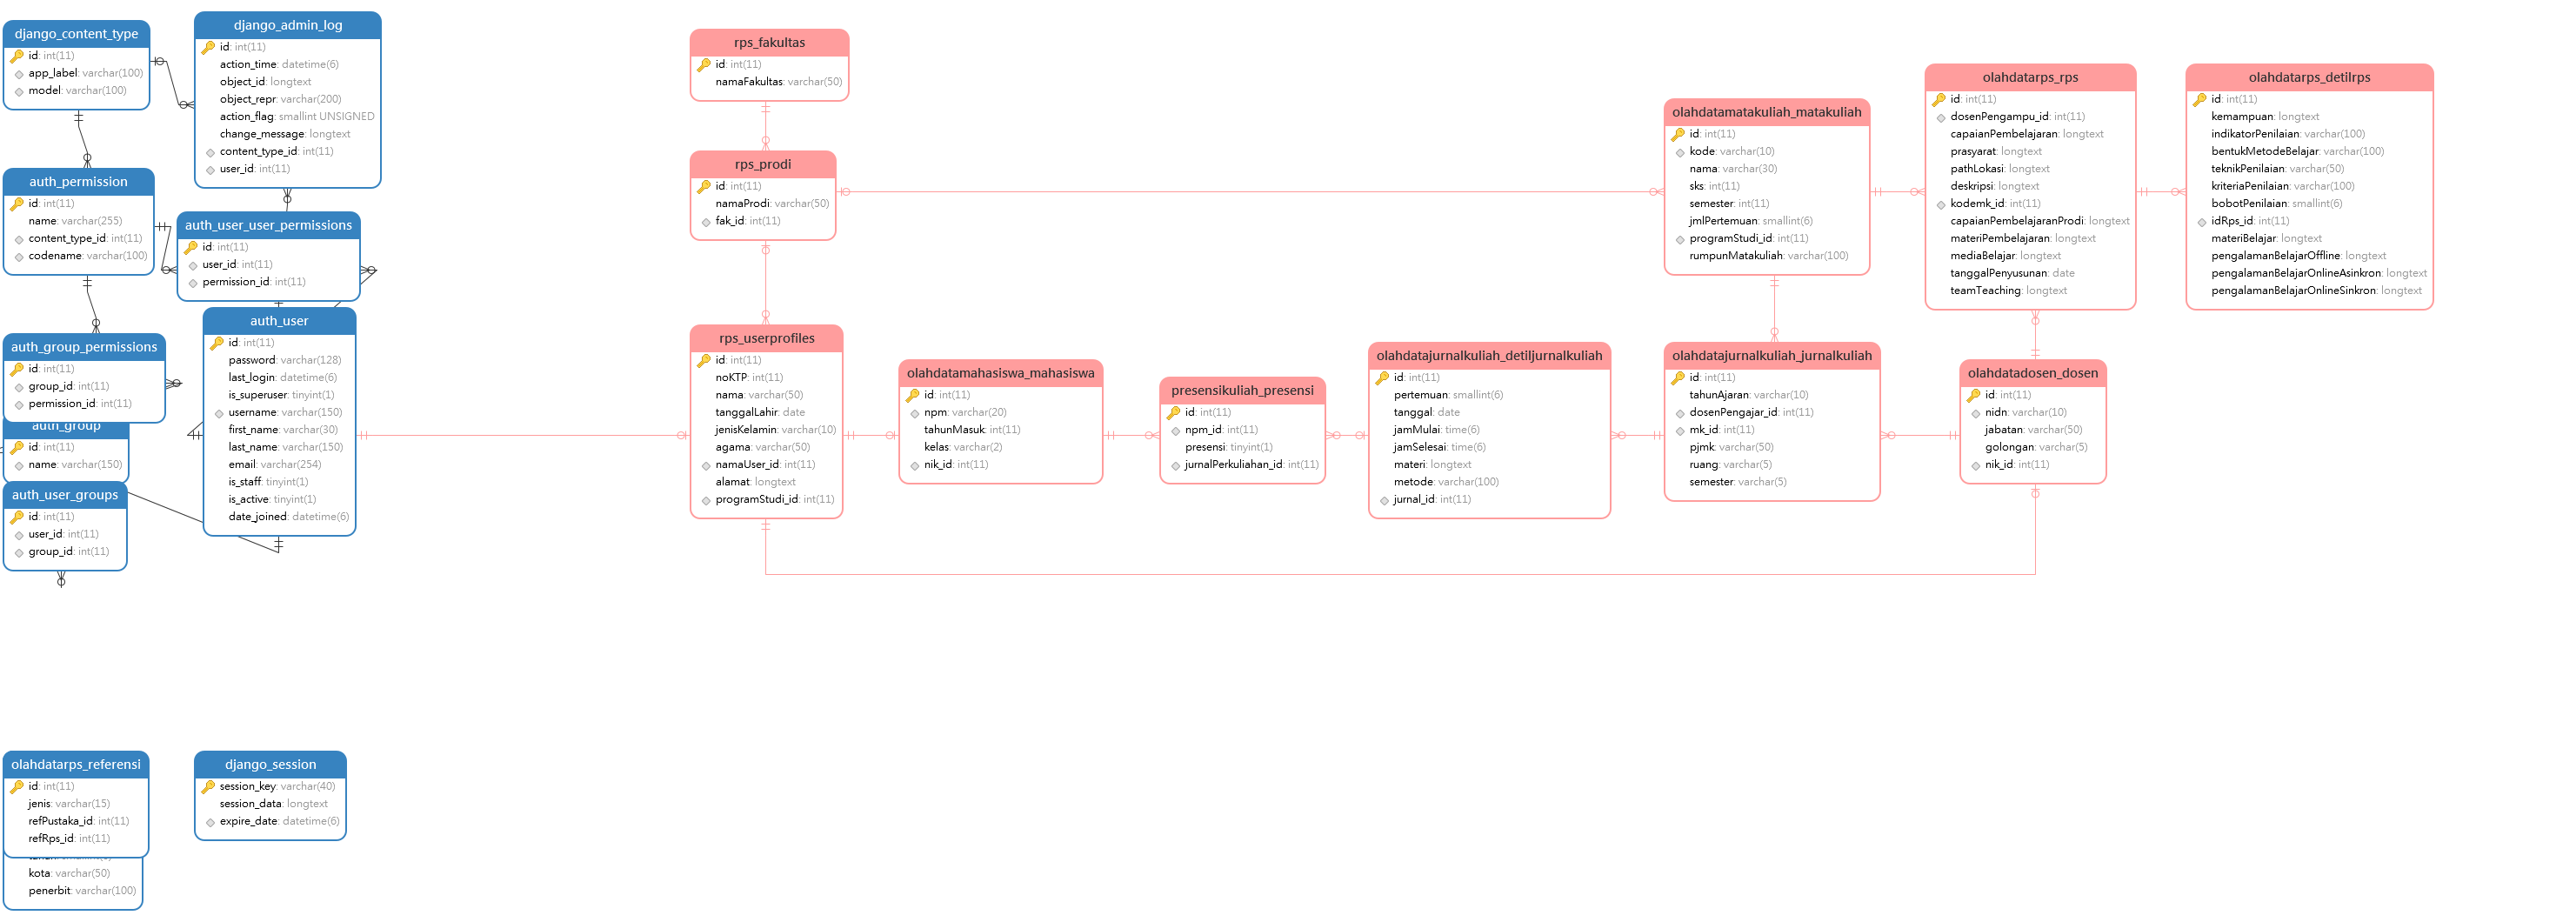 django_content_type
id: int(11)
app_label: varchar(100)
model: varchar(100)
django_admin_log
id: int(11)
action_time: datetime(6)
object_id: longtext
object_repr: varchar(200)
action_flag: smallint UNSIGNED
change_message: longtext
content_type_id: int(11)
user_id: int(11)
auth_permission
id: int(11)
name: varchar(255)
content_type_id: int(11)
codename: varchar(100)
auth_user_user_permissions
id: int(11)
user_id: int(11)
permission_id: int(11)
auth_group_permissions
id: int(11)
group_id: int(11)
permission_id: int(11)
auth_group
id: int(11)
name: varchar(150)
auth_user_groups
id: int(11)
user_id: int(11)
group_id: int(11)
auth_user
id: int(11)
password: varchar(128)
last_login: datetime(6)
is_superuser: tinyint(1)
username: varchar(150)
first_name: varchar(30)
last_name: varchar(150)
email: varchar(254)
is_staff: tinyint(1)
is_active: tinyint(1)
date_joined: datetime(6)
rps_fakultas
id: int(11)
namaFakultas: varchar(50)
rps_prodi
id: int(11)
namaProdi: varchar(50)
fak_id: int(11)
rps_userprofiles
id: int(11)
noKTP: int(11)
nama: varchar(50)
tanggalLahir: date
jenisKelamin: varchar(10)
agama: varchar(50)
namaUser_id: int(11)
alamat: longtext
programStudi_id: int(11)
olahdatamahasiswa_mahasiswa
id: int(11)
npm: varchar(20)
tahunMasuk: int(11)
kelas: varchar(2)
nik_id: int(11)
presensikuliah_presensi
id: int(11)
npm_id: int(11)
presensi: tinyint(1)
jurnalPerkuliahan_id: int(11)
olahdatajurnalkuliah_detiljurnalkuliah
id: int(11)
pertemuan: smallint(6)
tanggal: date
jamMulai: time(6)
jamSelesai: time(6)
materi: longtext
metode: varchar(100)
jurnal_id: int(11)
olahdatamatakuliah_matakuliah
id: int(11)
kode: varchar(10)
nama: varchar(30)
sks: int(11)
semester: int(11)
jmlPertemuan: smallint(6)
programStudi_id: int(11)
rumpunMatakuliah: varchar(100)
olahdatajurnalkuliah_jurnalkuliah
id: int(11)
tahunAjaran: varchar(10)
dosenPengajar_id: int(11)
mk_id: int(11)
pjmk: varchar(50)
ruang: varchar(5)
semester: varchar(5)
olahdatarps_rps
id: int(11)
dosenPengampu_id: int(11)
capaianPembelajaran: longtext
prasyarat: longtext
pathLokasi: longtext
deskripsi: longtext
kodemk_id: int(11)
capaianPembelajaranProdi: longtext
materiPembelajaran: longtext
mediaBelajar: longtext
tanggalPenyusunan: date
teamTeaching: longtext
olahdatadosen_dosen
id: int(11)
nidn: varchar(10)
jabatan: varchar(50)
golongan: varchar(5)
nik_id: int(11)
olahdatarps_detilrps
id: int(11)
kemampuan: longtext
indikatorPenilaian: varchar(100)
bentukMetodeBelajar: varchar(100)
teknikPenilaian: varchar(50)
kriteriaPenilaian: varchar(100)
bobotPenilaian: smallint(6)
idRps_id: int(11)
materiBelajar: longtext
pengalamanBelajarOffline: longtext
pengalamanBelajarOnlineAsinkron: longtext
pengalamanBelajarOnlineSinkron: longtext
olahdatarps_referensi
id: int(11)
jenis: varchar(15)
refPustaka_id: int(11)
refRps_id: int(11)
kota: varchar(50)
penerbit: varchar(100)
django_session
session_key: varchar(40)
session_data: longtext
expire_date: datetime(6)